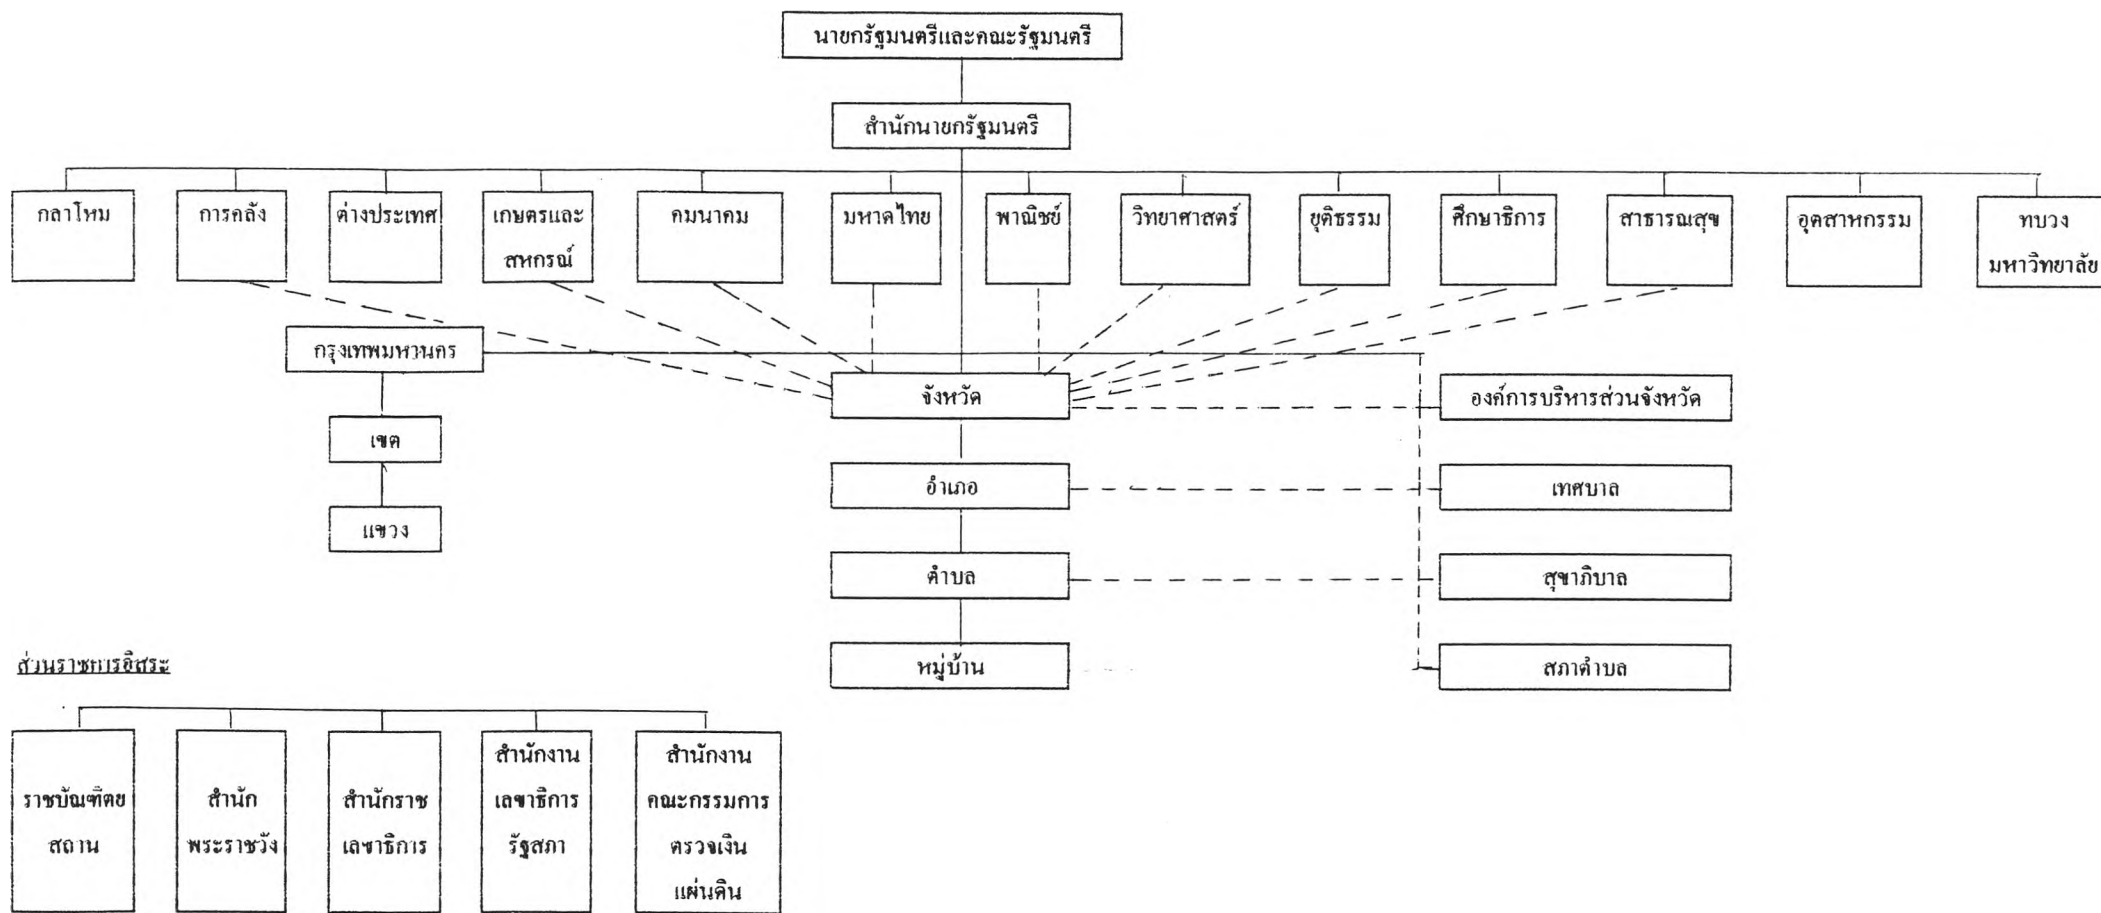 นายกรัฐมนตรีและคณะรัฐมนตรี
สำนักนายกรัฐมนตรี
กลาโหม
การคลัง
ต่างประเทศ
เกษตรและ
สหกรณ์
คมนาคม
มหาดไทย
พาณิชย์
วิทยาศาสตร์
ยุติธรรม
ศึกษาธิการ
สาธารณสุข
อุตสาหกรรม
ทบวง
มหาวิทยาลัย
กรุงเทพมหานคร
เขต
แขวง
จังหวัด
อำเภอ
ตำบล
หมู่บ้าน
องค์การบริหารส่วนจังหวัด
เทศบาล
สุขาภิบาล
สภาตำบล
ส่วนราชการอิสระ
ราชบัณฑิตย
สถาน
สำนัก
พระราชวัง
สำนักราช
เลขาธิการ
สำนักงาน
เลขาธิการ
รัฐสภา
สำนักงาน
คณะกรรมการ
ตรวจเงิน
แผ่นดิน